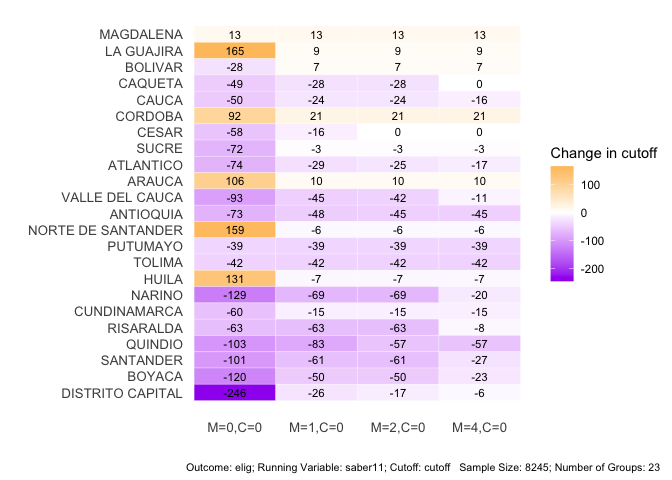 MAGDALENA 13 13 13 13
LA GUAJIRA 165 9 9 9
BOLIVAR -28 7 7 7
CAQUETA -49 -28 -28 0
CAUCA -50 -24 -24 -16
CORDOBA 92 21 21 21
CESAR -58 -16 0 0
SUCRE -72 -3 -3 -3
ATLANTICO -74 -29 -25 -17
ARAUCA 106 10 10 10
VALLE DEL CAUCA -93 -45 -42 -11
ANTIOQUIA -73 -48 -45 -45
NORTE DE SANTANDER 159 -6 -6 -6
PUTUMAYO -39 -39 -39 -39
TOLIMA -42 -42 -42 -42
HUILA 131 -7 -7 -7
NARINO -129 -69 -69 -20
CUNDINAMARCA -60 -15 -15 -15
RISARALDA -63 -63 -63 -8
QUINDIO -103 -83 -57 -57
SANTANDER -101 -61 -61 -27
BOYACA -120 -50 -50 -23
DISTRITO CAPITAL -246 -26 -17 -6
M=0,C=0 M=1,C=0 M=2,C=0 M=4,C=0
Change in cutoff
100
0
-100
-200
Outcome: elig; Running Variable: saber11; Cutoff: cutoff Sample Size: 8245; Number of Groups: 23